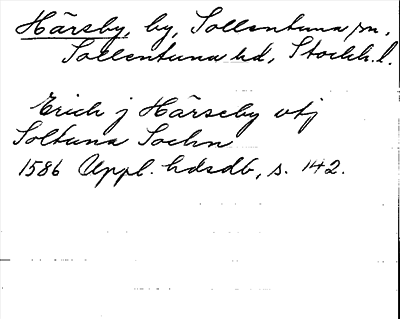 Härsby, by, Sollentuna sn,
Sollentuna hd, Stockh. l.
Erich j Härseby vtj
Soltuna Sochn
1586 Uppl. hdsdb, s. 142.